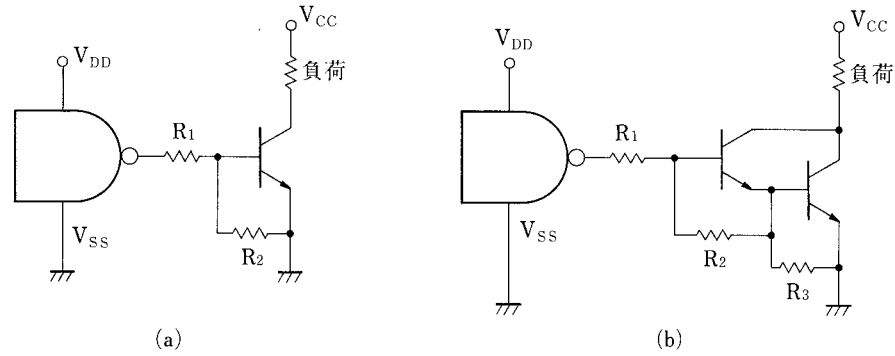 V_DD
V_CC
負荷
R₁
R₂
V_SS
(a)
V_DD
V_CC
負荷
R₁
R₂
R₃
V_SS
(b)